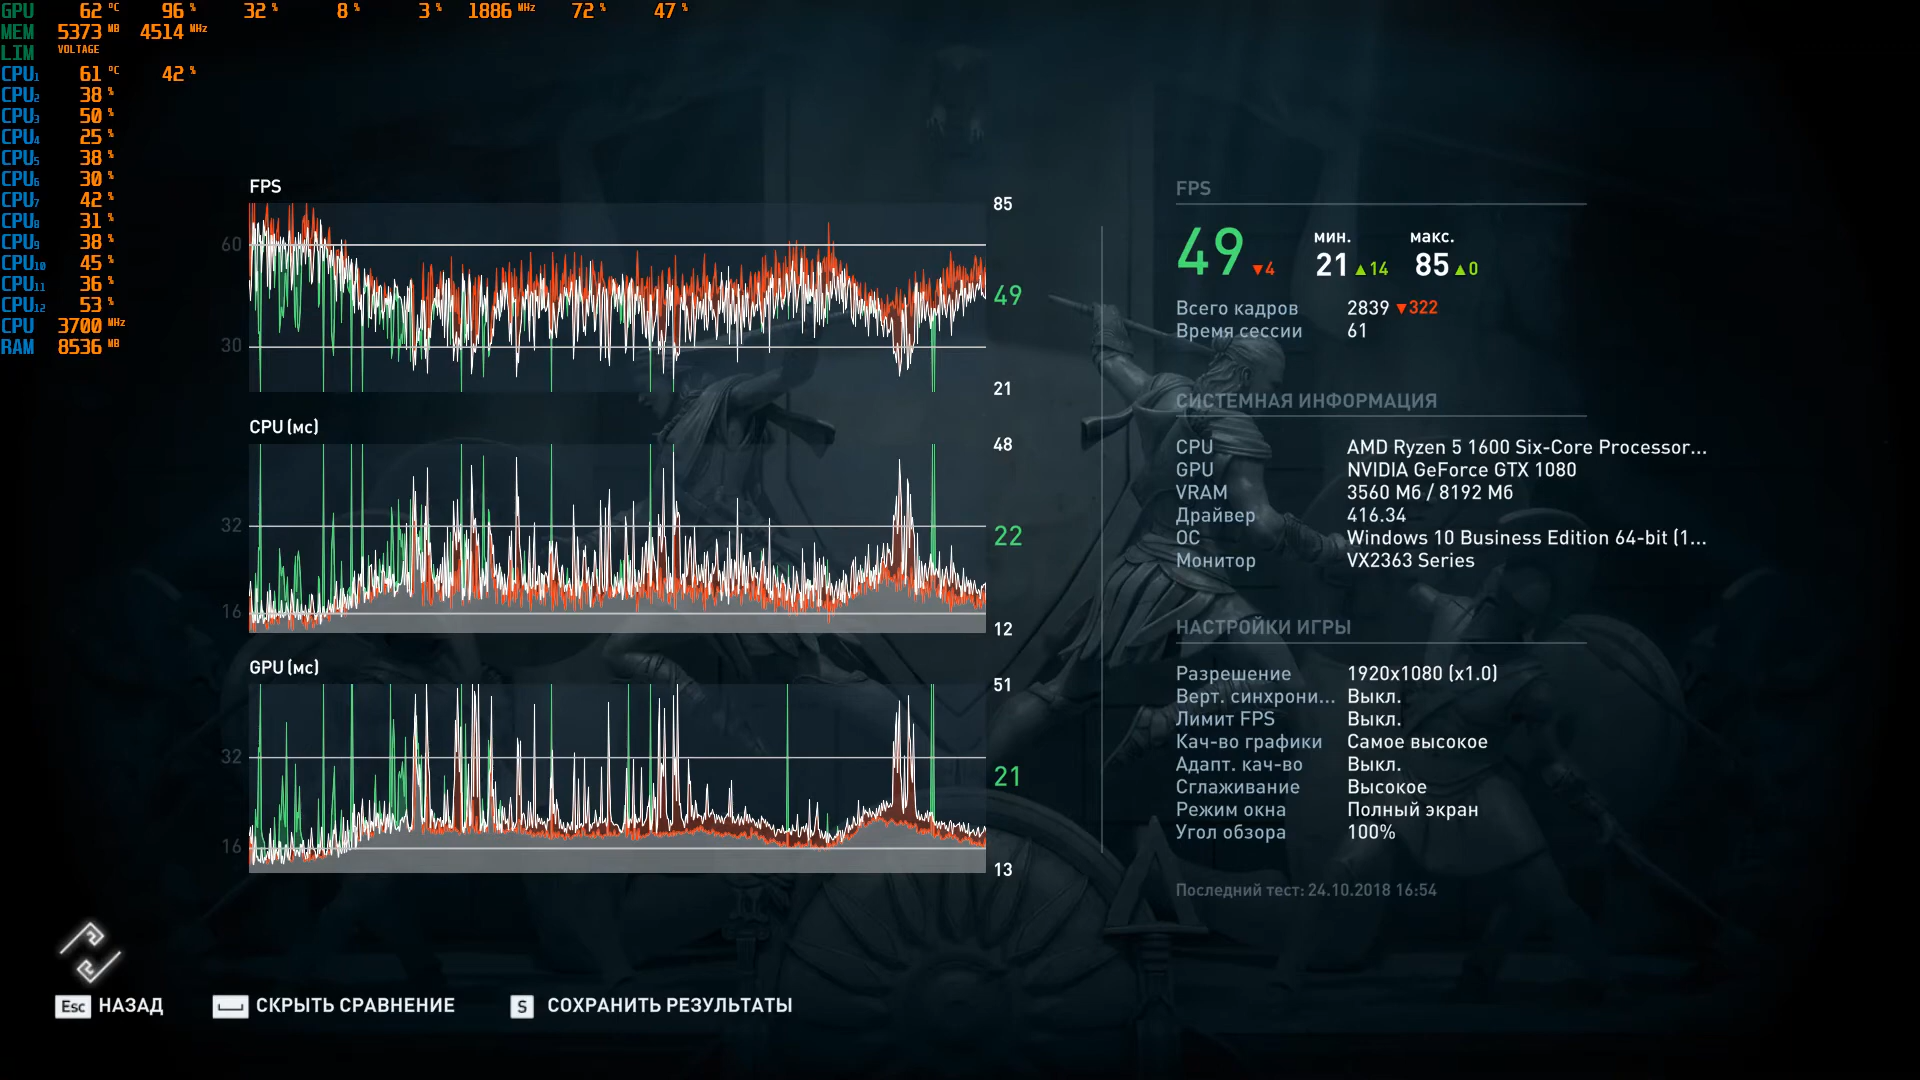 GPU 62 °C 96 % 32 % 8 % 3 % 1886 MHz 72 % 47 %
MEM 5373 MB 4514 MHz
LIM VOLTAGE
CPU1 61 °C 42 %
CPU2 38 %
CPU3 50 %
CPU4 25 %
CPU5 38 %
CPU6 30 %
CPU7 42 %
CPU8 31 %
CPU9 38 %
CPU10 45 %
CPU11 36 %
CPU12 53 %
CPU 3700 MHz
RAM 8536 MB
FPS
85
60
49
30
21
CPU (мс)
48
32
22
16
12
GPU (мс)
51
32
21
16
13
FPS
49 ▼4
мин. макс.
21 ▲14 85 ▲0
Всего кадров 2839 ▼322
Время сессии 61
СИСТЕМНАЯ ИНФОРМАЦИЯ
CPU AMD Ryzen 5 1600 Six-Core Processor...
GPU NVIDIA GeForce GTX 1080
VRAM 3560 Мб / 8192 Мб
Драйвер 416.34
ОС Windows 10 Business Edition 64-bit (1...
Монитор VX2363 Series
НАСТРОЙКИ ИГРЫ
Разрешение 1920x1080 (x1.0)
Верт. синхрони... Выкл.
Лимит FPS Выкл.
Кач-во графики Самое высокое
Адапт. кач-во Выкл.
Сглаживание Высокое
Режим окна Полный экран
Угол обзора 100%
Последний тест: 24.10.2018 16:54
Esc НАЗАД СКРЫТЬ СРАВНЕНИЕ S СОХРАНИТЬ РЕЗУЛЬТАТЫ